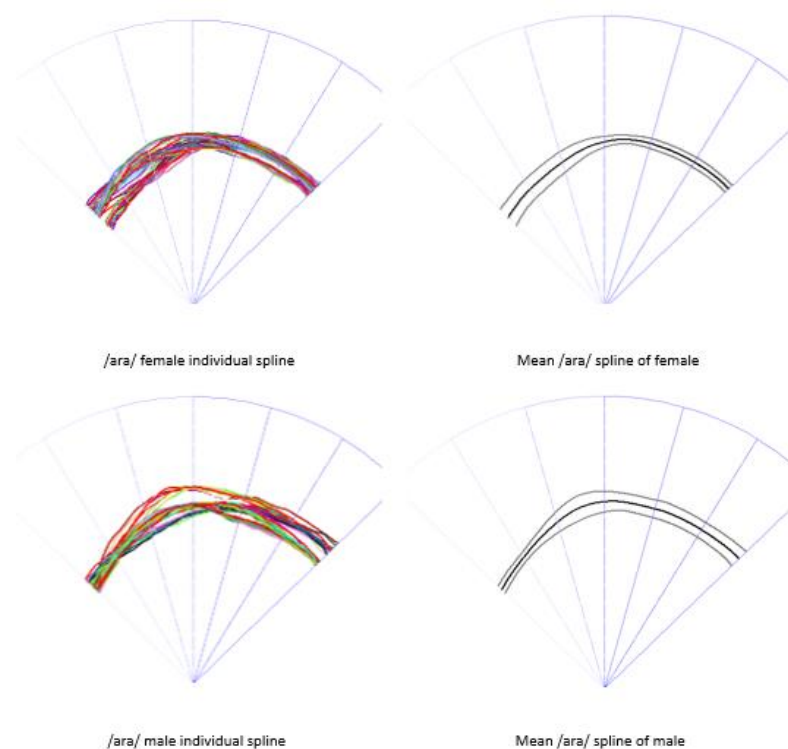 /ara/ female individual spline
Mean /ara/ spline of female
/ara/ male individual spline
Mean /ara/ spline of male